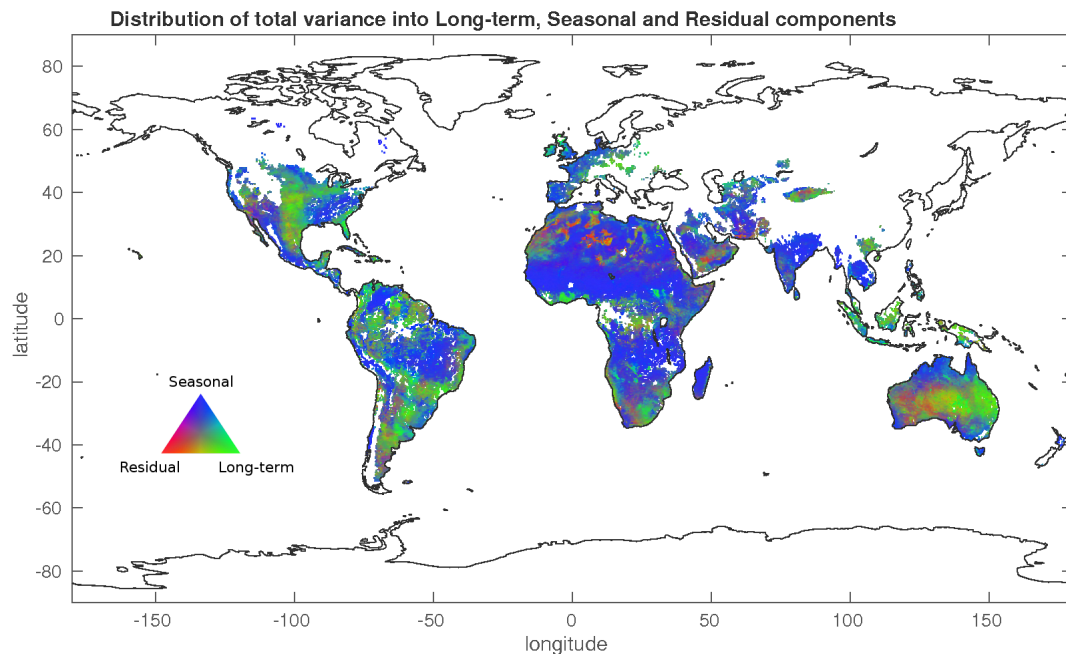 Distribution of total variance into Long-term, Seasonal and Residual components
80
60
40
20
0
-20
-40
-60
-80
latitude
Seasonal
Residual
Long-term
-150
-100
-50
0
50
100
150
longitude